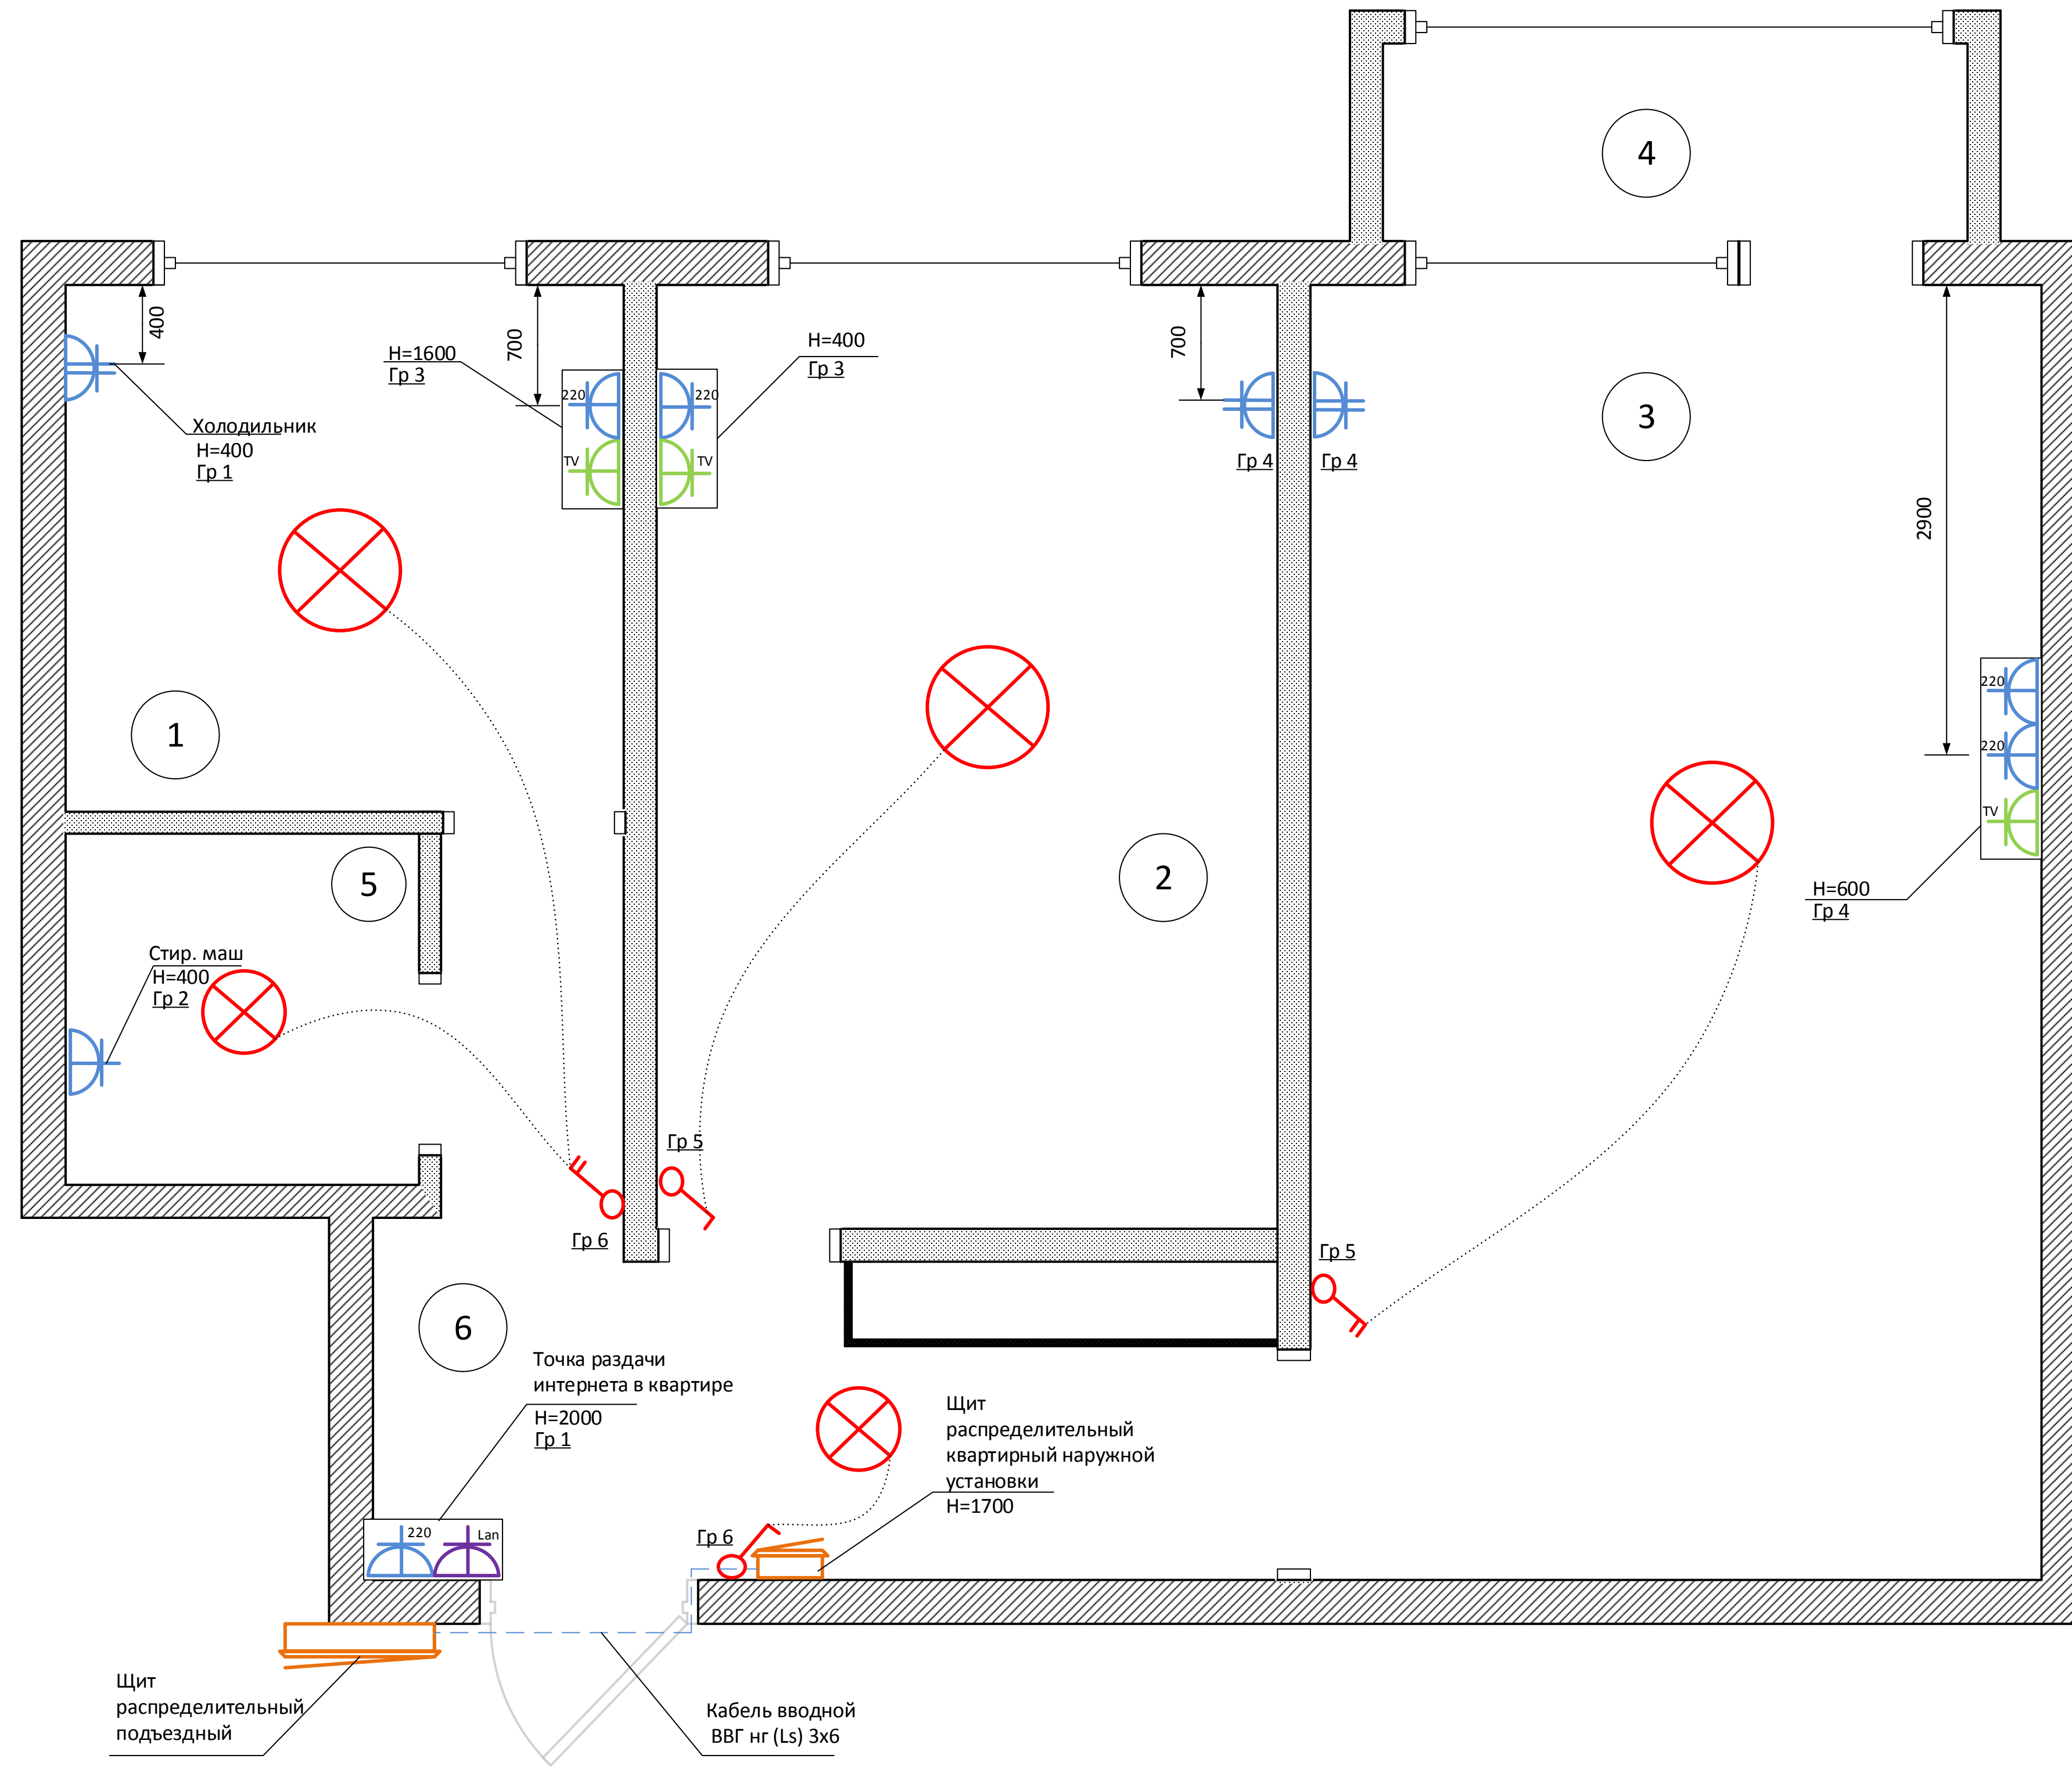 4
400
H=1600
Гр 3
700
H=400
Гр 3
700
3
220
TV
220
TV
Холодильник
H=400
Гр 1
Гр 4
Гр 4
2900
220
220
TV
1
2
H=600
Гр 4
5
Стир. маш
H=400
Гр 2
Гр 5
Гр 6
Гр 5
6
Точка раздачи
интернета в квартире
H=2000
Гр 1
Щит
распределительный
квартирный наружной
установки
H=1700
220
Lan
Гр 6
Щит
распределительный
подъездный
Кабель вводной
ВВГ нг (Ls) 3x6